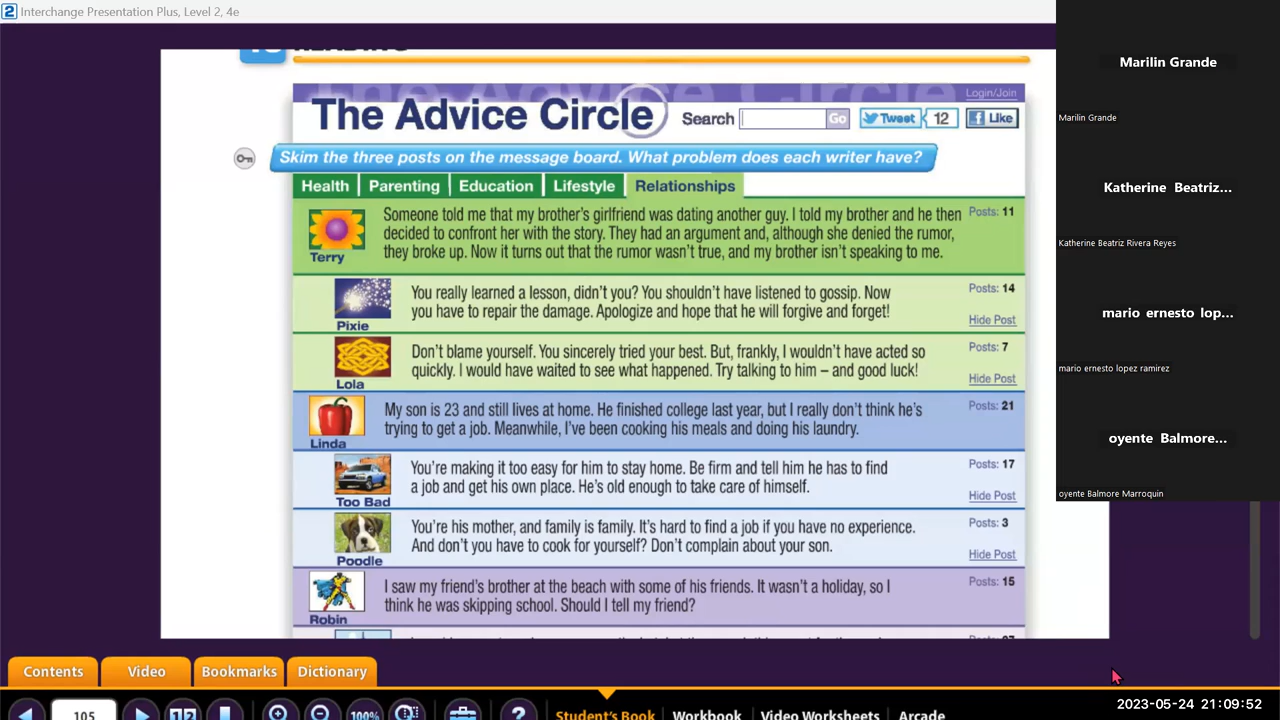 Interchange Presentation Plus, Level 2, 4e
The Advice Circle
Login/Join
Search
Go
Tweet
12
Like
Skim the three posts on the message board. What problem does each writer have?
Health
Parenting
Education
Lifestyle
Relationships
Someone told me that my brother's girlfriend was dating another guy. I told my brother and he then
decided to confront her with the story. They had an argument and, although she denied the rumor,
they broke up. Now it turns out that the rumor wasn't true, and my brother isn't speaking to me.
Posts: 11
Terry
You really learned a lesson, didn't you? You shouldn't have listened to gossip. Now
you have to repair the damage. Apologize and hope that he will forgive and forget!
Posts: 14
Hide Post
Pixie
Don't blame yourself. You sincerely tried your best. But, frankly, I wouldn't have acted so
quickly. I would have waited to see what happened. Try talking to him – and good luck!
Posts: 7
Hide Post
Lola
My son is 23 and still lives at home. He finished college last year, but I really don't think he's
trying to get a job. Meanwhile, I've been cooking his meals and doing his laundry.
Posts: 21
Linda
You're making it too easy for him to stay home. Be firm and tell him he has to find
a job and get his own place. He's old enough to take care of himself.
Posts: 17
Hide Post
Too Bad
You're his mother, and family is family. It's hard to find a job if you have no experience.
And don't you have to cook for yourself? Don't complain about your son.
Posts: 3
Hide Post
Poodle
I saw my friend's brother at the beach with some of his friends. It wasn't a holiday, so I
think he was skipping school. Should I tell my friend?
Posts: 15
Robin
Marilin Grande
Marilin Grande
Katherine Beatriz...
Katherine Beatriz Rivera Reyes
mario ernesto lop...
mario ernesto lopez ramirez
oyente Balmore...
oyente Balmore Marroquin
Contents
Video
Bookmarks
Dictionary
105
1 2
100%
?
Student's Book
Workbook
Video Worksheets
Arcade
2023-05-24 21:09:52